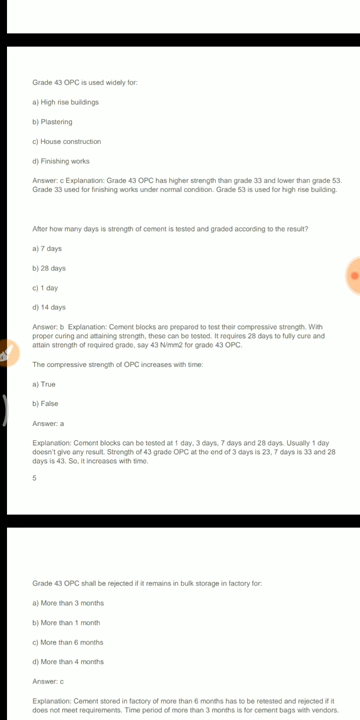 Grade 43 OPC is used widely for:
a) High rise buildings
b) Plastering
c) House construction
d) Finishing works
Answer: c Explanation: Grade 43 OPC has higher strength than grade 33 and lower than grade 53.
Grade 33 used for finishing works under normal condition. Grade 53 is used for high rise building.
After how many days is strength of cement is tested and graded according to the result?
a) 7 days
b) 28 days
c) 1 day
d) 14 days
Answer: b  Explanation: Cement blocks are prepared to test their compressive strength. With
proper curing and attaining strength, these can be tested. It requires 28 days to fully cure and
attain strength of required grade, say 43 N/mm2 for grade 43 OPC.
The compressive strength of OPC increases with time:
a) True
b) False
Answer: a
Explanation: Cement blocks can be tested at 1 day, 3 days, 7 days and 28 days. Usually 1 day
doesn't give any result. Strength of 43 grade OPC at the end of 3 days is 23, 7 days is 33 and 28
days is 43. So, it increases with time.
5
Grade 43 OPC shall be rejected if it remains in bulk storage in factory for:
a) More than 3 months
b) More than 1 month
c) More than 6 months
d) More than 4 months
Answer: c
Explanation: Cement stored in factory of more than 6 months has to be retested and rejected if it
does not meet requirements. Time period of more than 3 months is for cement bags with vendors.